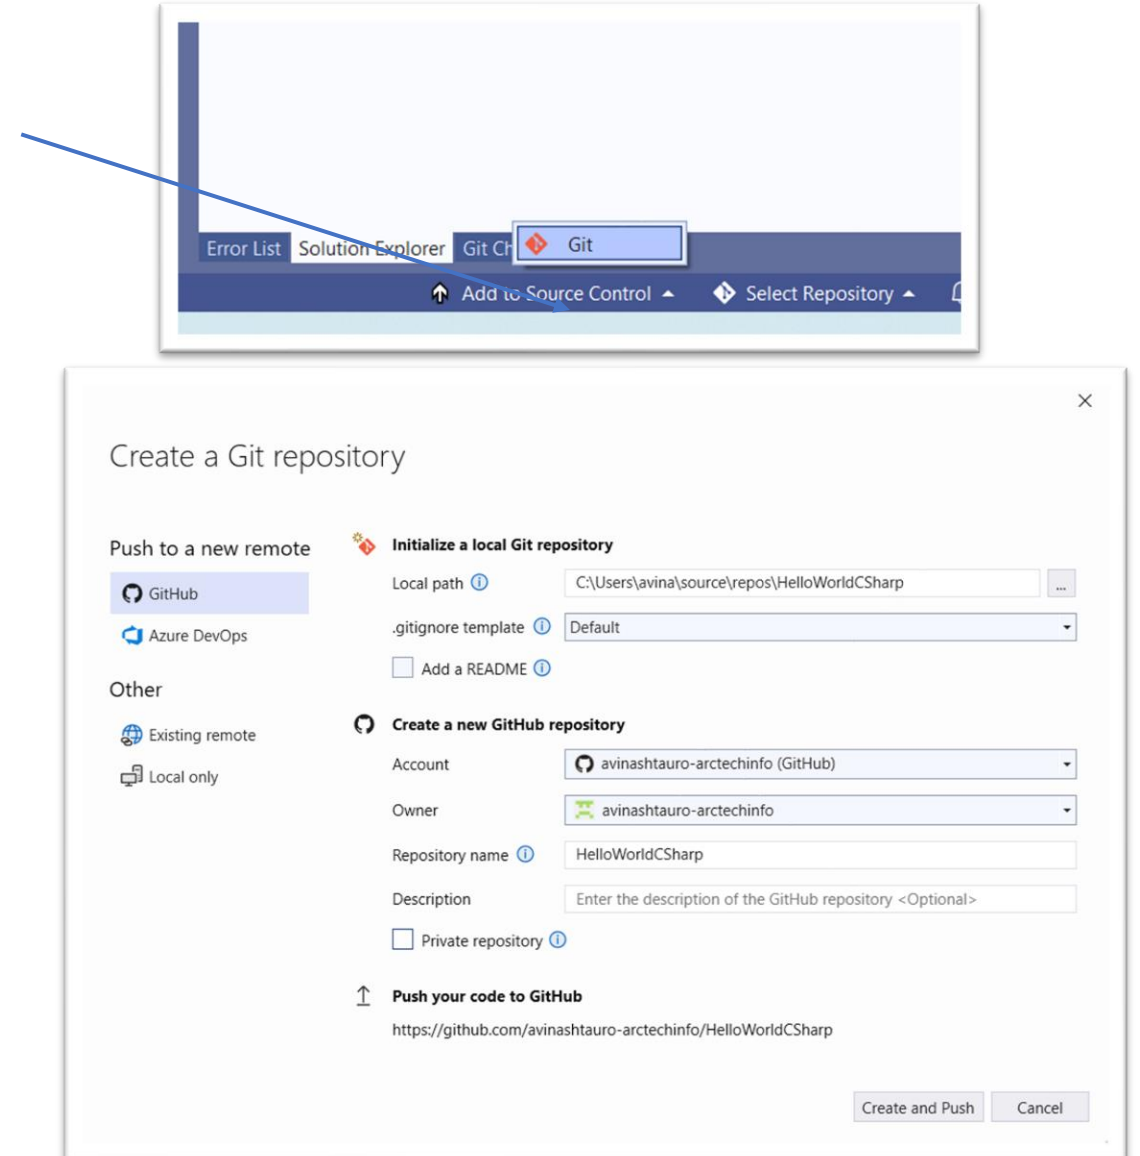 Git
Error List Solution Explorer Git Ch
Add to Source Control Select Repository
Create a Git repository
Push to a new remote
GitHub
Azure DevOps
Other
Existing remote
Local only
Initialize a local Git repository
Local path C:\Users\avina\source\repos\HelloWorldCSharp ...
.gitignore template Default
Add a README
Create a new GitHub repository
Account avinashtauro-arctechinfo (GitHub)
Owner avinashtauro-arctechinfo
Repository name HelloWorldCSharp
Description Enter the description of the GitHub repository <Optional>
Private repository
Push your code to GitHub
https://github.com/avinashtauro-arctechinfo/HelloWorldCSharp
Create and Push Cancel